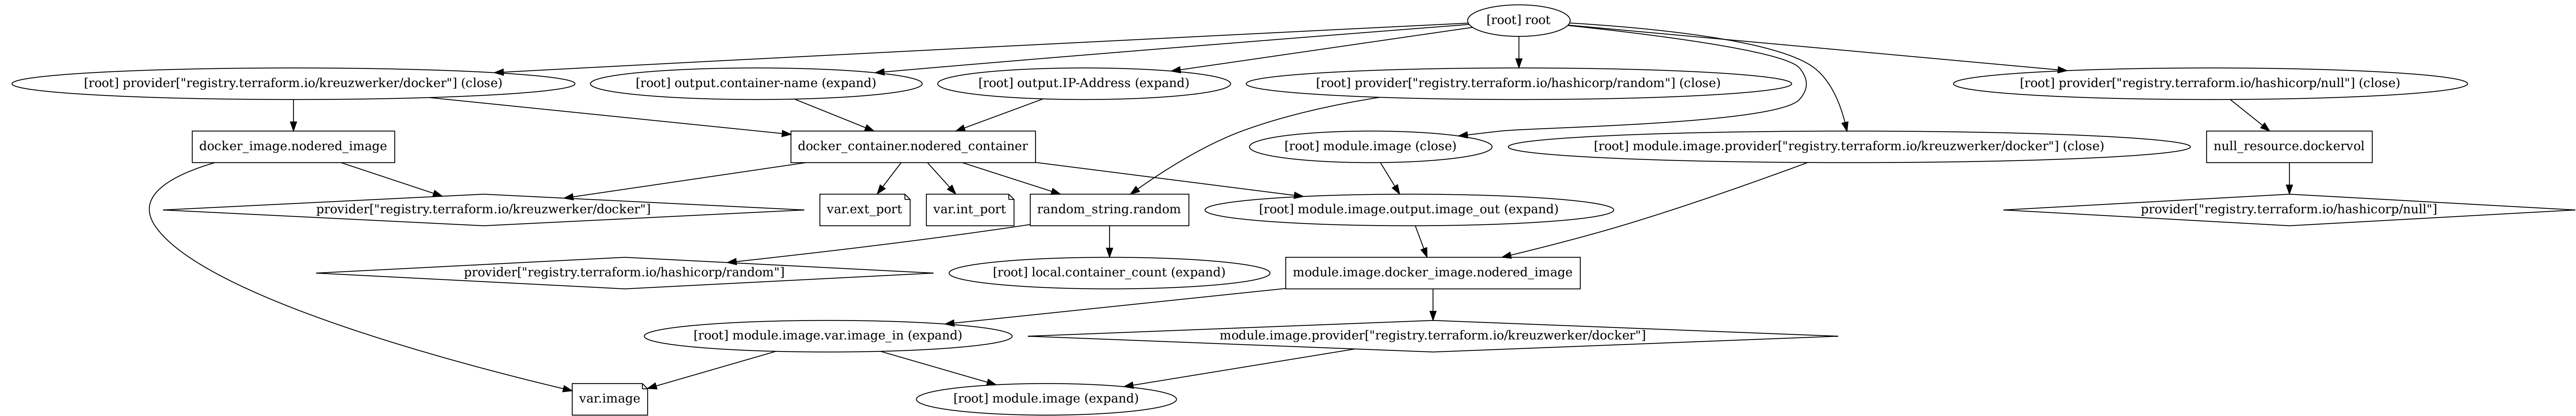 [root] root
[root] provider["registry.terraform.io/kreuzwerker/docker"] (close)
[root] output.container-name (expand)
[root] output.IP-Address (expand)
[root] provider["registry.terraform.io/hashicorp/random"] (close)
[root] provider["registry.terraform.io/hashicorp/null"] (close)
docker_image.nodered_image
docker_container.nodered_container
[root] module.image (close)
[root] module.image.provider["registry.terraform.io/kreuzwerker/docker"] (close)
null_resource.dockervol
provider["registry.terraform.io/kreuzwerker/docker"]
var.ext_port
var.int_port
random_string.random
[root] module.image.output.image_out (expand)
provider["registry.terraform.io/hashicorp/null"]
provider["registry.terraform.io/hashicorp/random"]
[root] local.container_count (expand)
module.image.docker_image.nodered_image
[root] module.image.var.image_in (expand)
module.image.provider["registry.terraform.io/kreuzwerker/docker"]
var.image
[root] module.image (expand)